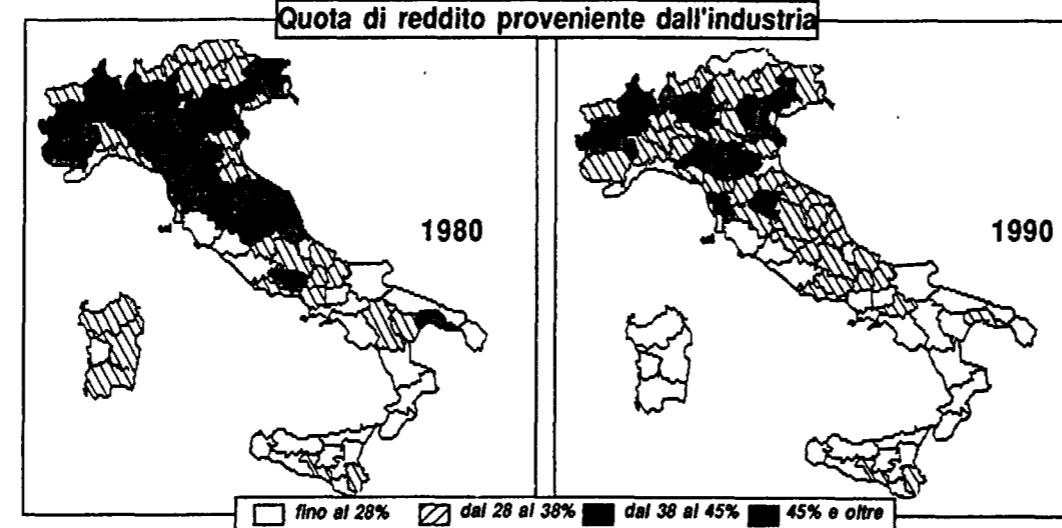 Quota di reddito proveniente dall'industria
1980
1990
fino al 28%
dal 28 al 38%
dal 38 al 45%
45% e oltre